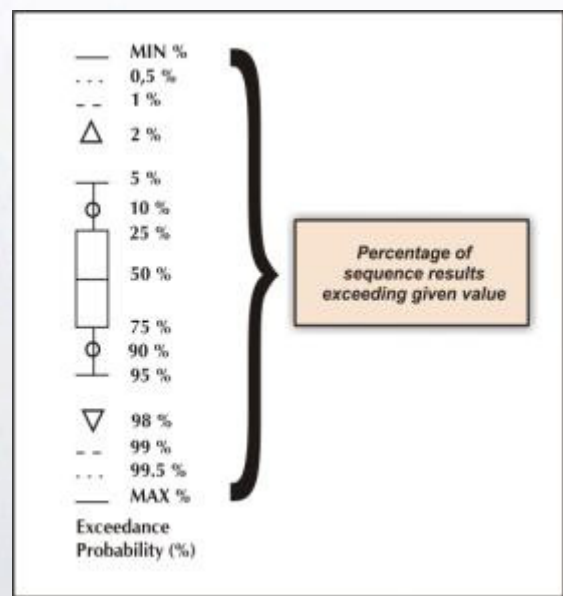 MIN %
0,5 %
1 %
2 %
5 %
10 %
25 %
50 %
75 %
90 %
95 %
98 %
99 %
99.5 %
MAX %
Exceedance
Probability (%)
Percentage of
sequence results
exceeding given value